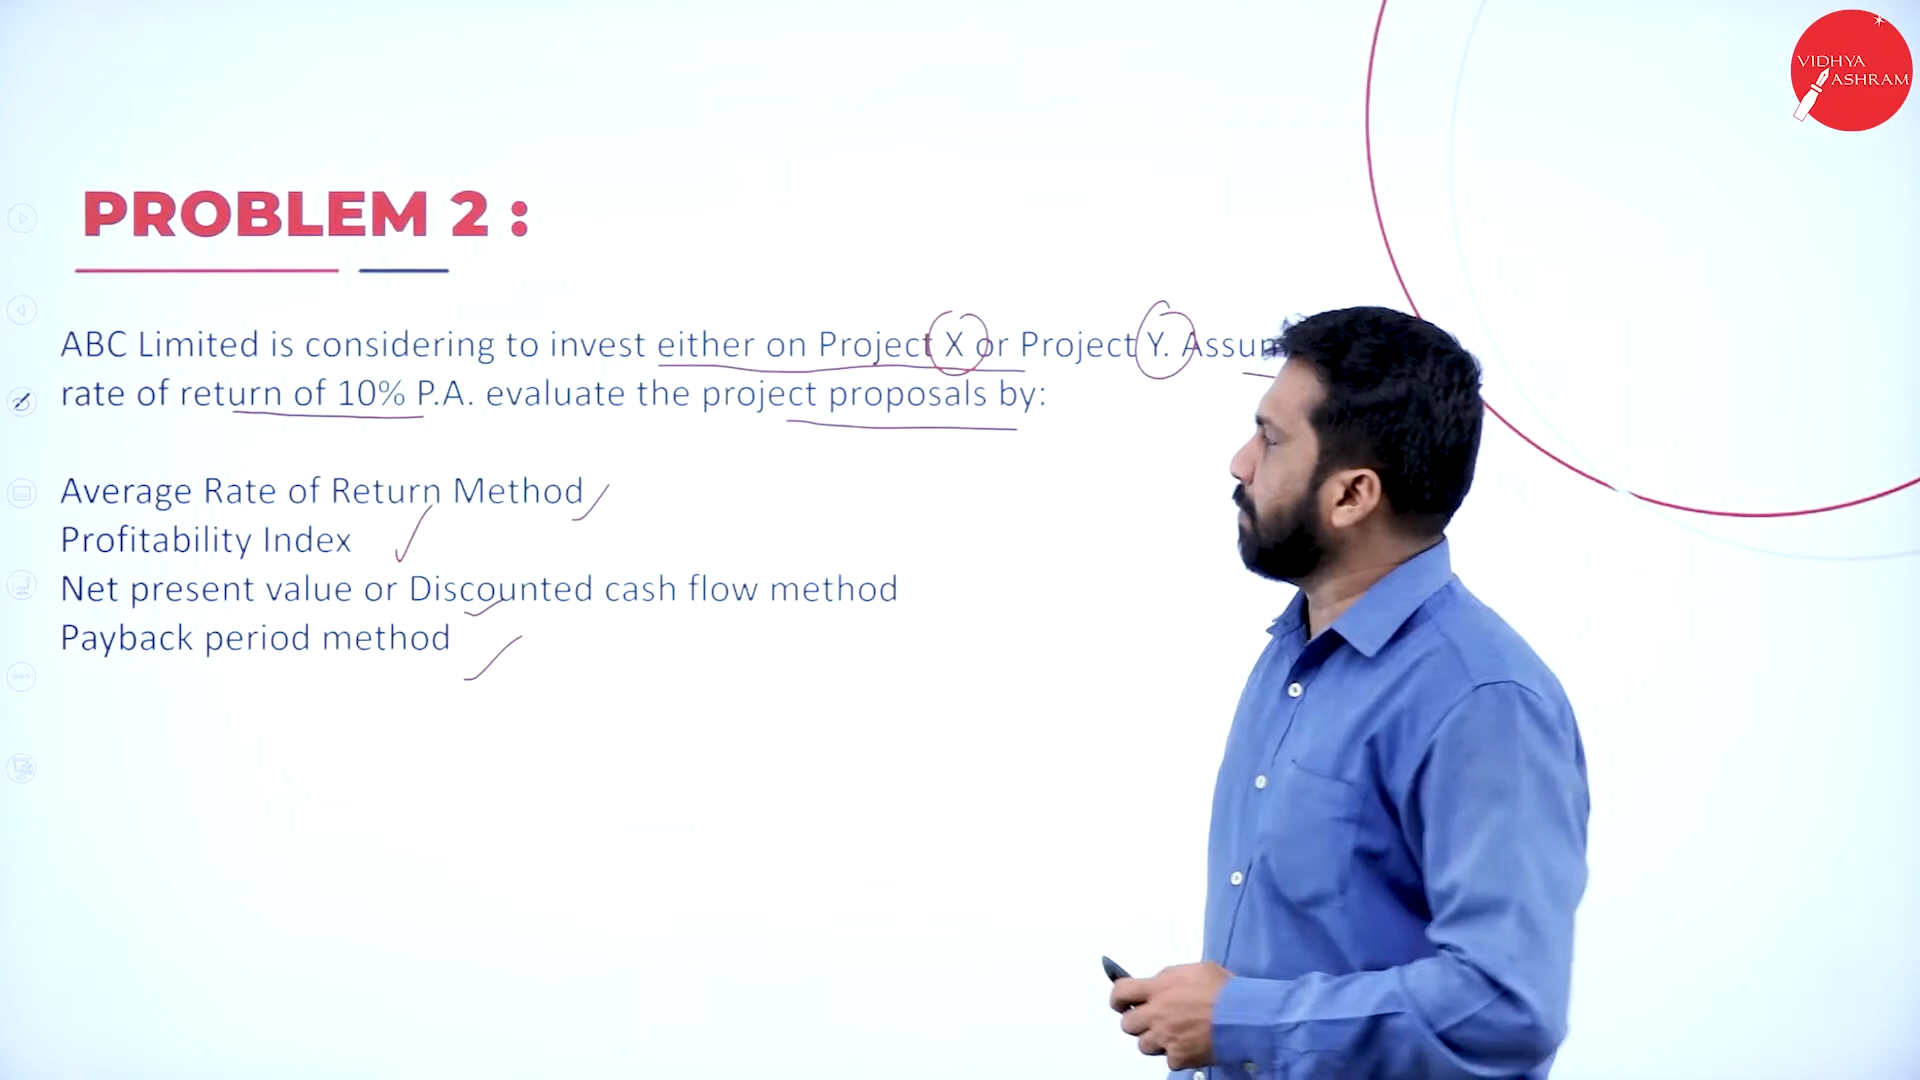 VIDHYA
ASHRAM
PROBLEM 2 :
ABC Limited is considering to invest either on Project X or Project Y.
rate of return of 10% P.A. evaluate the project proposals by:
Average Rate of Return Method
Profitability Index
Net present value or Discounted cash flow method
Payback period method